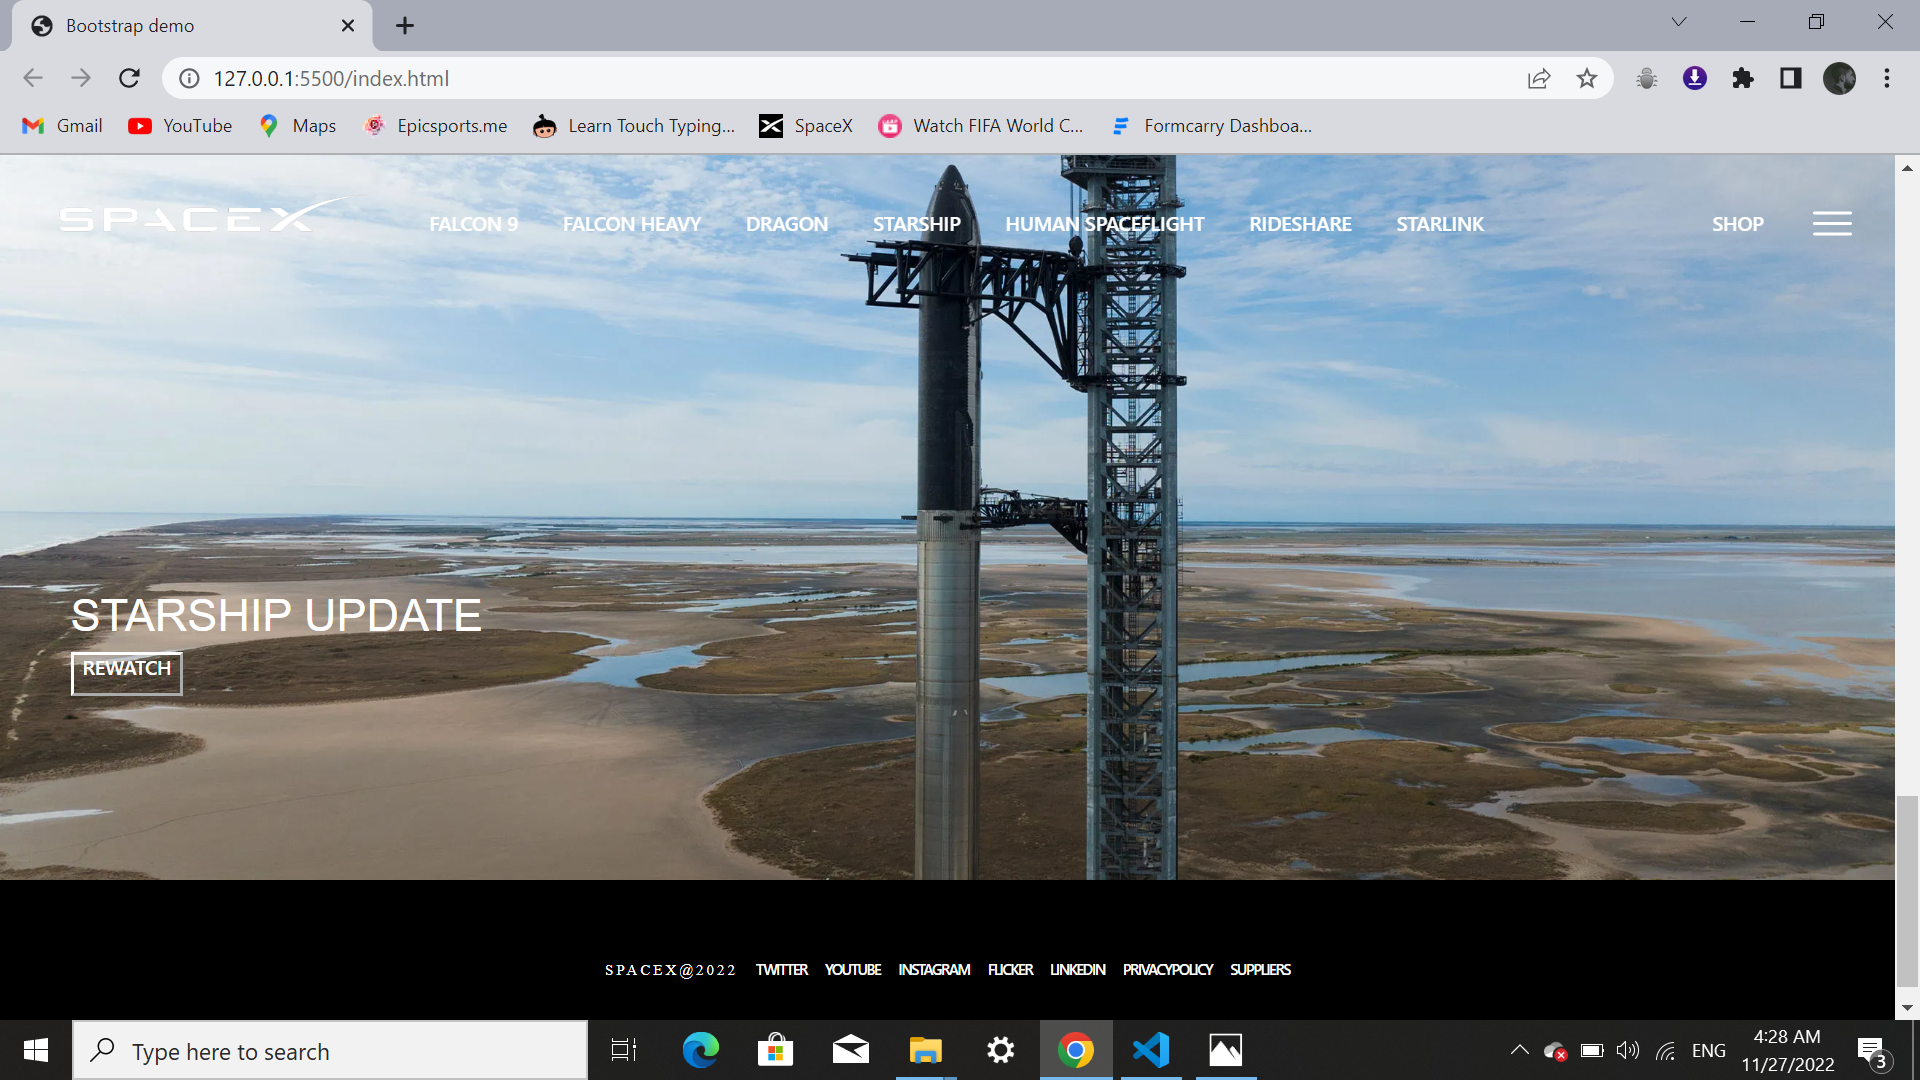 Bootstrap demo
127.0.0.1:5500/index.html
Gmail YouTube Maps Epicsports.me Learn Touch Typing... SpaceX Watch FIFA World C... Formcarry Dashboa...
SPACEX FALCON 9 FALCON HEAVY DRAGON STARSHIP HUMAN SPACEFLIGHT RIDESHARE STARLINK SHOP
STARSHIP UPDATE
REWATCH
SPACEX@2022 TWITTER YOUTUBE INSTAGRAM FLICKER LINKEDIN PRIVACYPOLICY SUPPLIERS
Type here to search
ENG
4:28 AM
11/27/2022
3